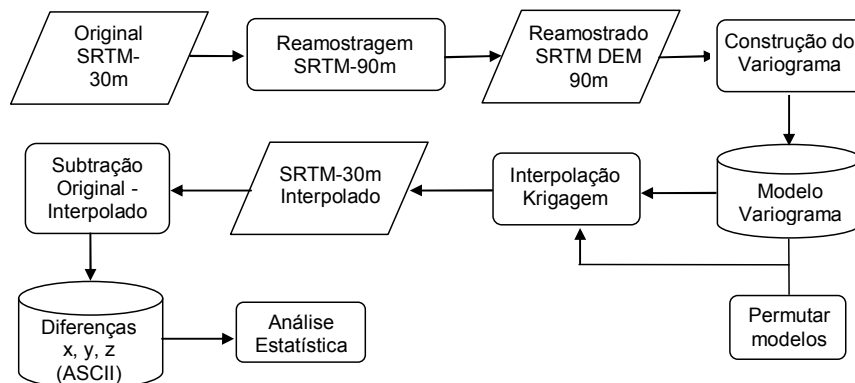 Original
SRTM-
30m
Reamostragem
SRTM-90m
Reamostrado
SRTM DEM
90m
Construção do
Variograma
Subtração
Original -
Interpolado
SRTM-30m
Interpolado
Interpolação
Krigagem
Modelo
Variograma
Diferenças
x, y, z
(ASCII)
Análise
Estatística
Permutar
modelos